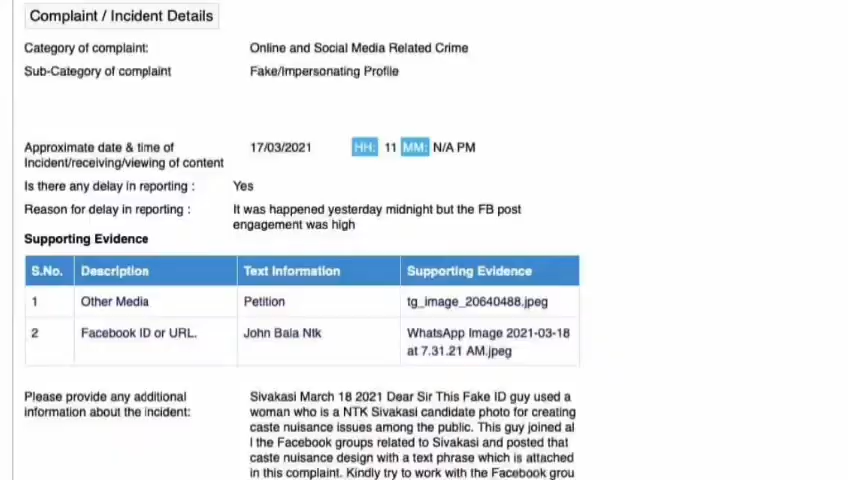 Complaint / Incident Details
Category of complaint: Online and Social Media Related Crime
Sub-Category of complaint Fake/Impersonating Profile
Approximate date & time of 17/03/2021 HH: 11 MM: N/A PM
Incident/receiving/viewing of content
Is there any delay in reporting : Yes
Reason for delay in reporting : It was happened yesterday midnight but the FB post
engagement was high
Supporting Evidence
S.No. Description Text Information Supporting Evidence
1 Other Media Petition tg_image_20640488.jpeg
2 Facebook ID or URL. John Bala Ntk WhatsApp Image 2021-03-18
at 7.31.21 AM.jpeg
Please provide any additional Sivakasi March 18 2021 Dear Sir This Fake ID guy used a
information about the incident: woman who is a NTK Sivakasi candidate photo for creating
caste nuisance issues among the public. This guy joined al
l the Facebook groups related to Sivakasi and posted that
caste nuisance design with a text phrase which is attached
in this complaint. Kindly try to work with the Facebook grou